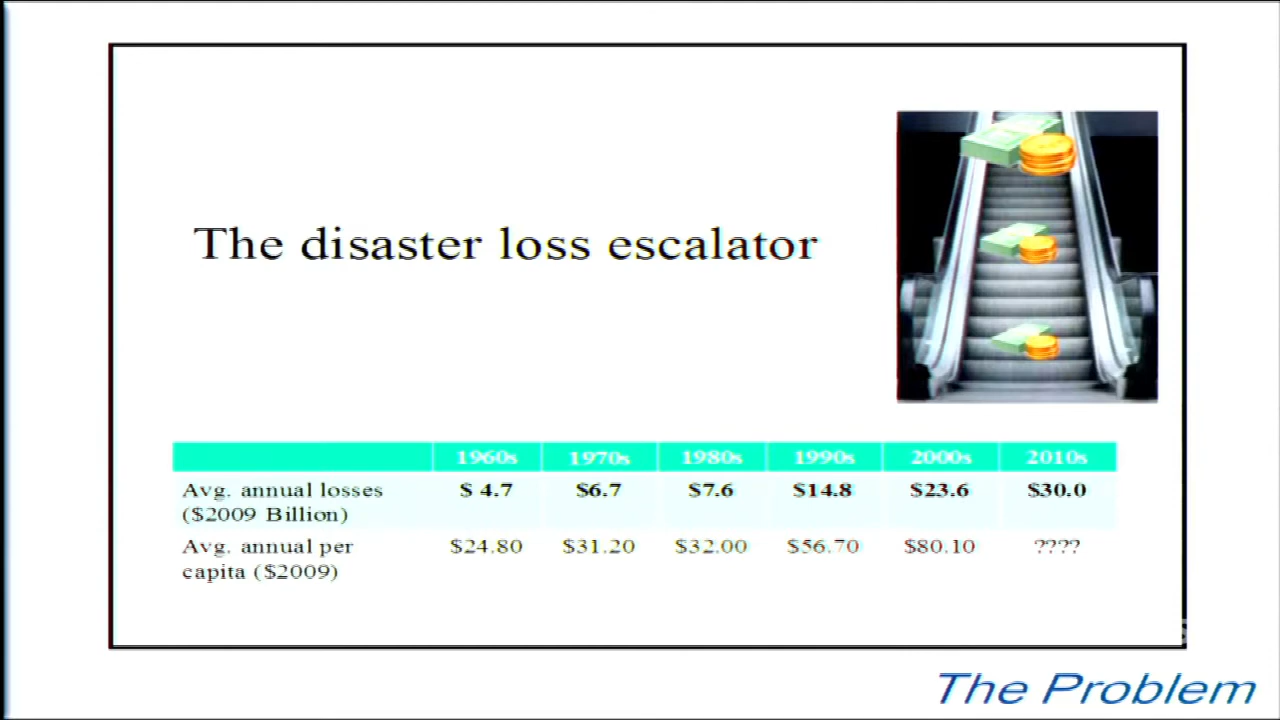 The disaster loss escalator
1960s 1970s 1980s 1990s 2000s 2010s
Avg. annual losses $ 4.7 $6.7 $7.6 $14.8 $23.6 $30.0
($2009 Billion)
Avg. annual per $24.80 $31.20 $32.00 $56.70 $80.10 ????
capita ($2009)
The Problem